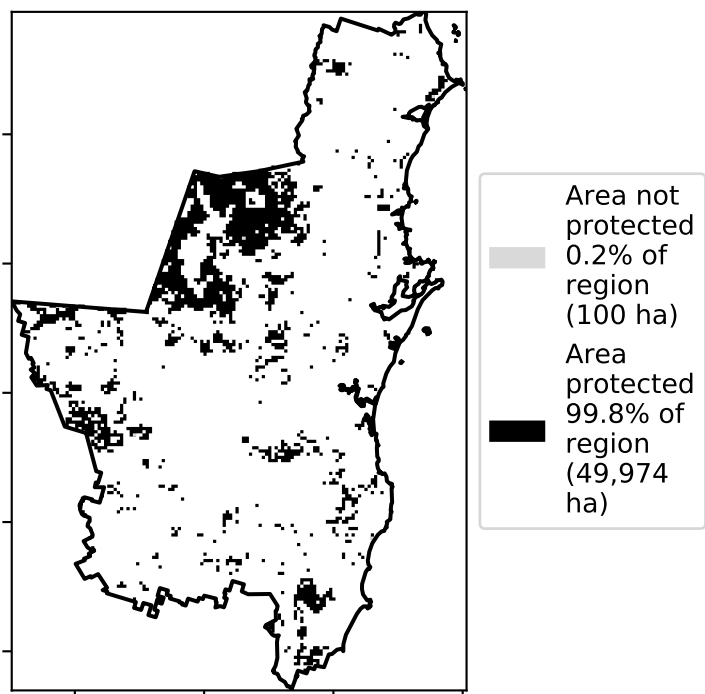 Area not
protected
0.2% of
region
(100 ha)
Area
protected
99.8% of
region
(49,974
ha)